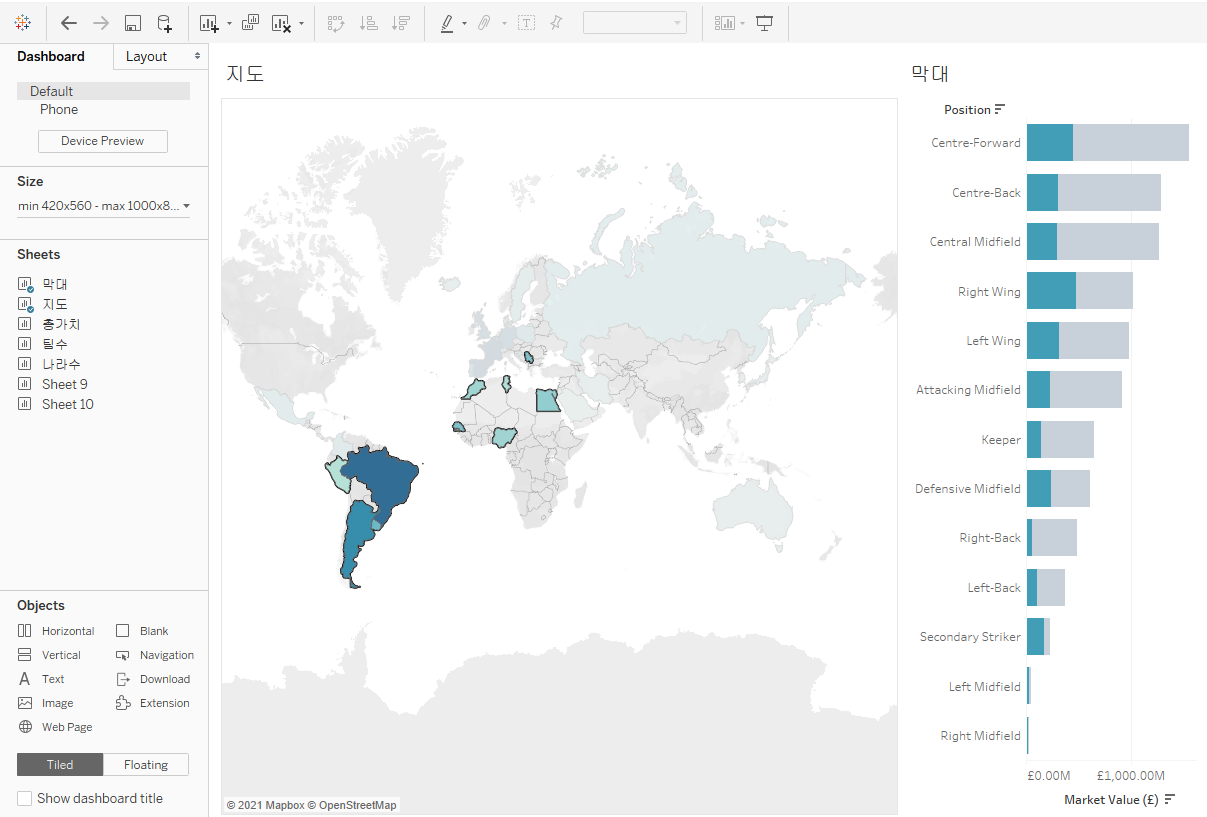 Dashboard
Layout
Default
Phone
Device Preview
Size
min 420x560 - max 1000x8...
Sheets
막대
지도
총가치
팀수
나라수
Sheet 9
Sheet 10
Objects
Horizontal
Blank
Vertical
Navigation
Text
Download
Image
Extension
Web Page
Tiled
Floating
Show dashboard title
지도
© 2021 Mapbox © OpenStreetMap
막대
Position
Centre-Forward
Centre-Back
Central Midfield
Right Wing
Left Wing
Attacking Midfield
Keeper
Defensive Midfield
Right-Back
Left-Back
Secondary Striker
Left Midfield
Right Midfield
£0.00M
£1,000.00M
Market Value (£)